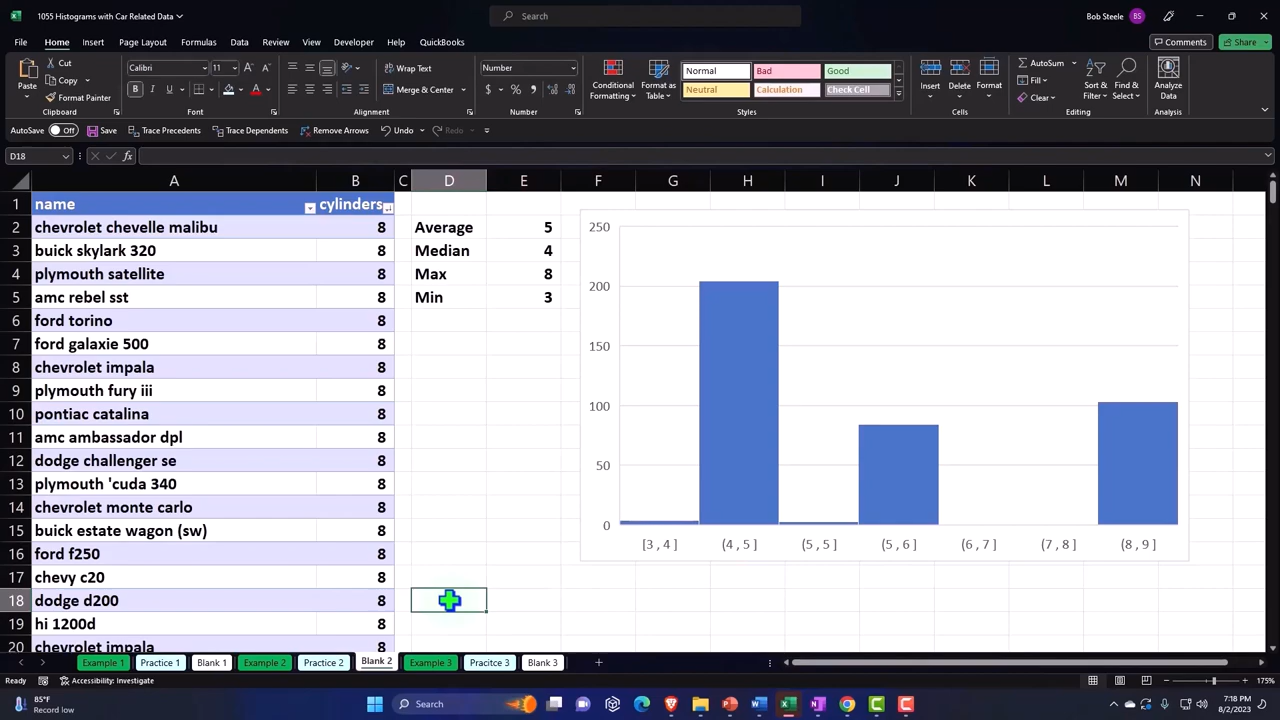 1055 Histograms with Car Related Data
Search
Bob Steele BS
File Home Insert Page Layout Formulas Data Review View Developer Help QuickBooks
Comments Share
Paste Cut Copy Format Painter Clipboard
Calibri 11 B I U A Font
Wrap Text Merge & Center Alignment
Number $ % Number
Conditional Formatting Format as Table
Normal Bad Good
Neutral Calculation Check Cell
Styles
Insert Delete Format Cells
AutoSum Fill Clear Sort & Filter Find & Select Editing
Analyze Data Analysis
AutoSave Off Save Trace Precedents Trace Dependents Remove Arrows Undo Redo
D18 fx
A B C D E F G H I J K L M N
1 name cylinders
2 chevrolet chevelle malibu 8 Average 5
3 buick skylark 320 8 Median 4
4 plymouth satellite 8 Max 8
5 amc rebel sst 8 Min 3
6 ford torino 8
7 ford galaxie 500 8
8 chevrolet impala 8
9 plymouth fury iii 8
10 pontiac catalina 8
11 amc ambassador dpl 8
12 dodge challenger se 8
13 plymouth 'cuda 340 8
14 chevrolet monte carlo 8
15 buick estate wagon (sw) 8
16 ford f250 8
17 chevy c20 8
18 dodge d200 8
19 hi 1200d 8
20 chevrolet impala 8
250
200
150
100
50
0
[3 , 4 ] (4 , 5 ] (5 , 5 ] (5 , 6 ] (6 , 7 ] (7 , 8 ] (8 , 9 ]
Example 1 Practice 1 Blank 1 Example 2 Practice 2 Blank 2 Example 3 Pracitce 3 Blank 3
Ready Accessibility: Investigate 175%
85°F
Record low
Search
7:18 PM
8/2/2023